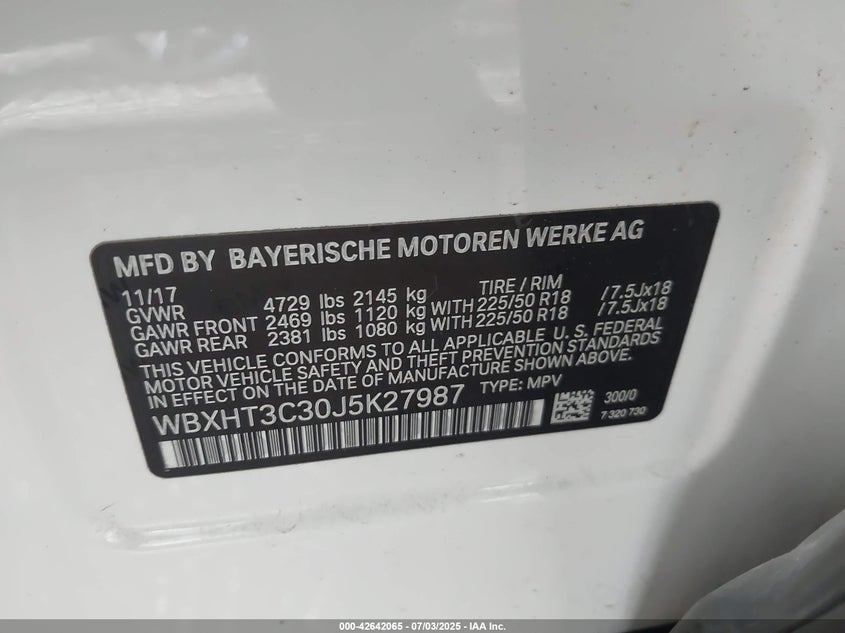 MFD BY BAYERISCHE MOTOREN WERKE AG
11/17 TIRE / RIM
GVWR 4729 lbs 2145 kg
GAWR FRONT 2469 lbs 1120 kg WITH 225/50 R18 / 7.5Jx18
GAWR REAR 2381 lbs 1080 kg WITH 225/50 R18 / 7.5Jx18
THIS VEHICLE CONFORMS TO ALL APPLICABLE U. S. FEDERAL
MOTOR VEHICLE SAFETY AND THEFT PREVENTION STANDARDS
IN EFFECT ON THE DATE OF MANUFACTURE SHOWN ABOVE.
WBXHT3C30J5K27987 TYPE: MPV 300/0
7 320 730
000-42642065 - 07/03/2025 - IAA Inc.